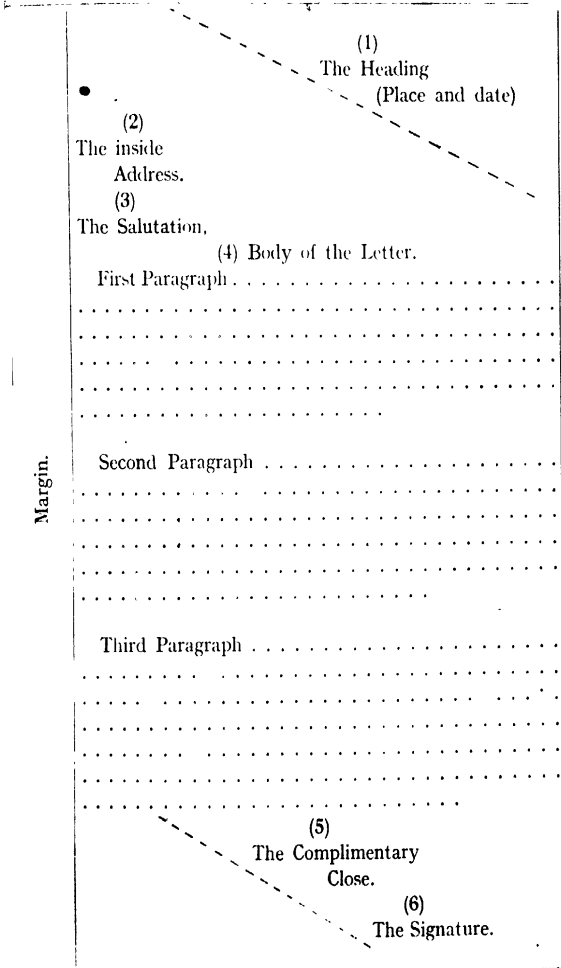 (1)
The Heading
(Place and date)
(2)
The inside
Address.
(3)
The Salutation,
(4) Body of the Letter.
First Paragraph
Second Paragraph
Margin.
Third Paragraph
(5)
The Complimentary
Close.
(6)
The Signature.